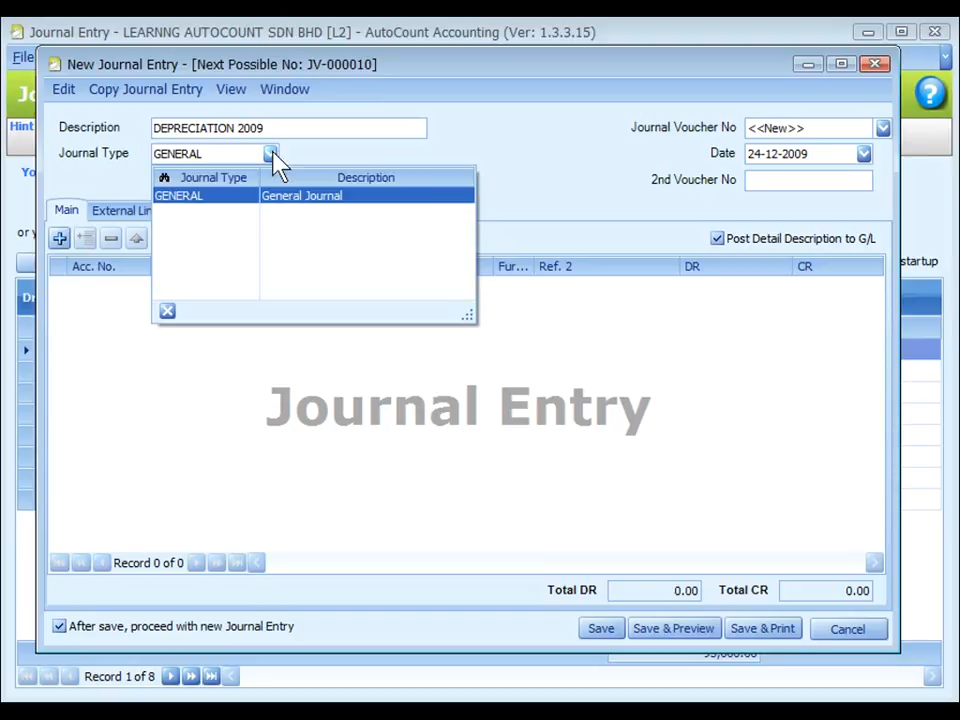 Journal Entry - LEARNNG AUTOCOUNT SDN BHD [L2] - AutoCount Accounting (Ver: 1.3.3.15)
File
New Journal Entry - [Next Possible No: JV-000010]
Edit Copy Journal Entry View Window
Jo
Hint
Description DEPRECIATION 2009 Journal Voucher No <<New>>
Journal Type GENERAL Date 24-12-2009
2nd Voucher No
Yo
Journal Type Description
GENERAL General Journal
Main External Lin
or y
Post Detail Description to G/L
startup
Acc. No. Fur... Ref. 2 DR CR
Journal Entry
Record 0 of 0
Total DR 0.00 Total CR 0.00
After save, proceed with new Journal Entry Save Save & Preview Save & Print Cancel
Record 1 of 8